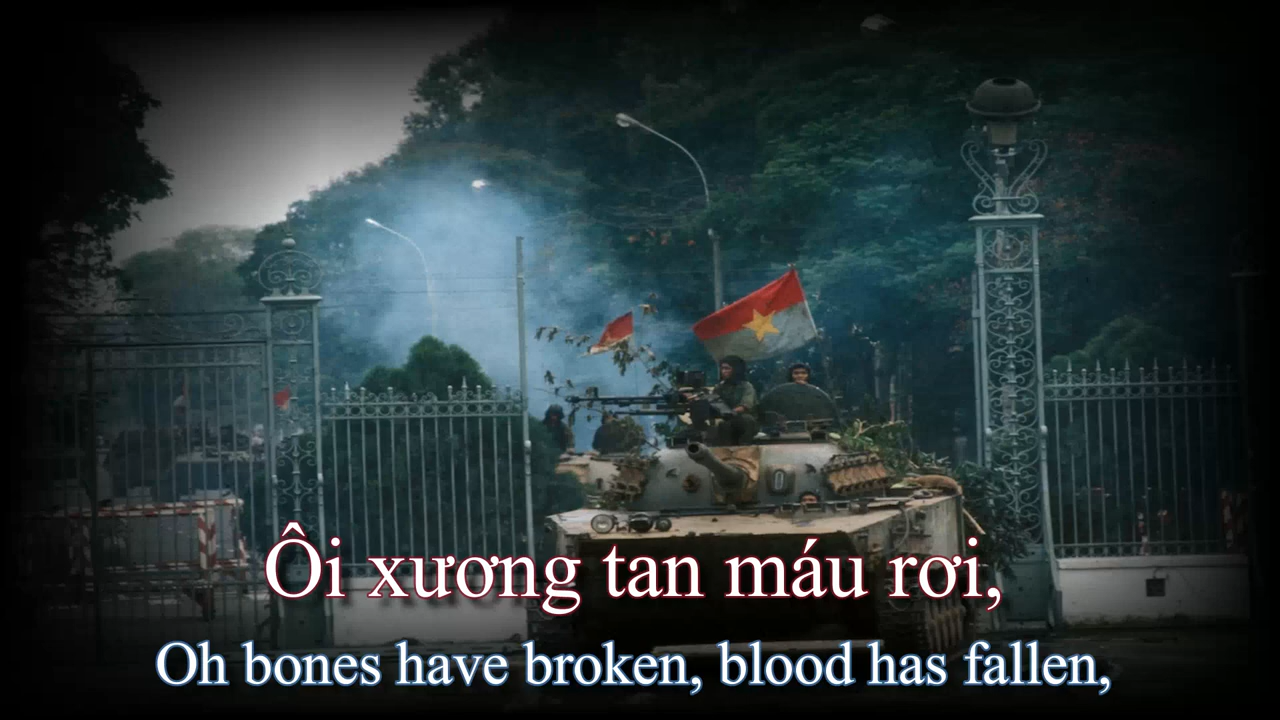 Ôi xương tan máu rơi,
Oh bones have broken, blood has fallen,